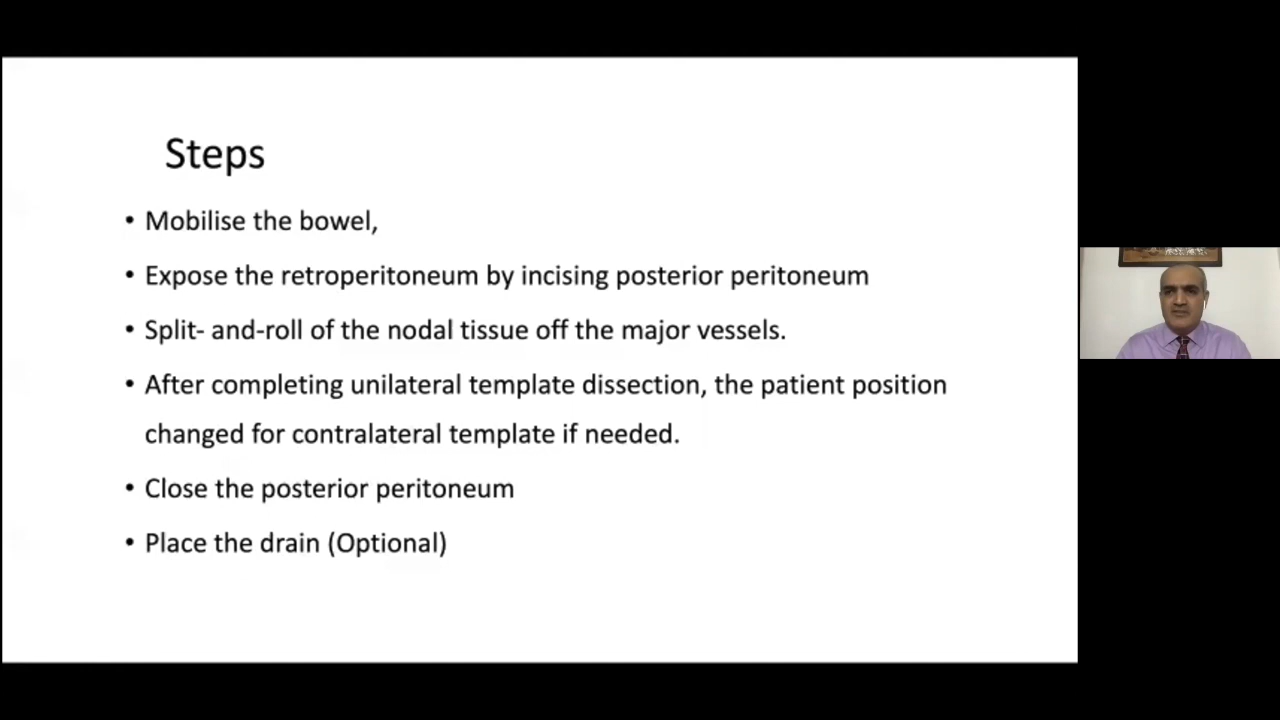 Steps
• Mobilise the bowel,
• Expose the retroperitoneum by incising posterior peritoneum
• Split- and-roll of the nodal tissue off the major vessels.
• After completing unilateral template dissection, the patient position
changed for contralateral template if needed.
• Close the posterior peritoneum
• Place the drain (Optional)